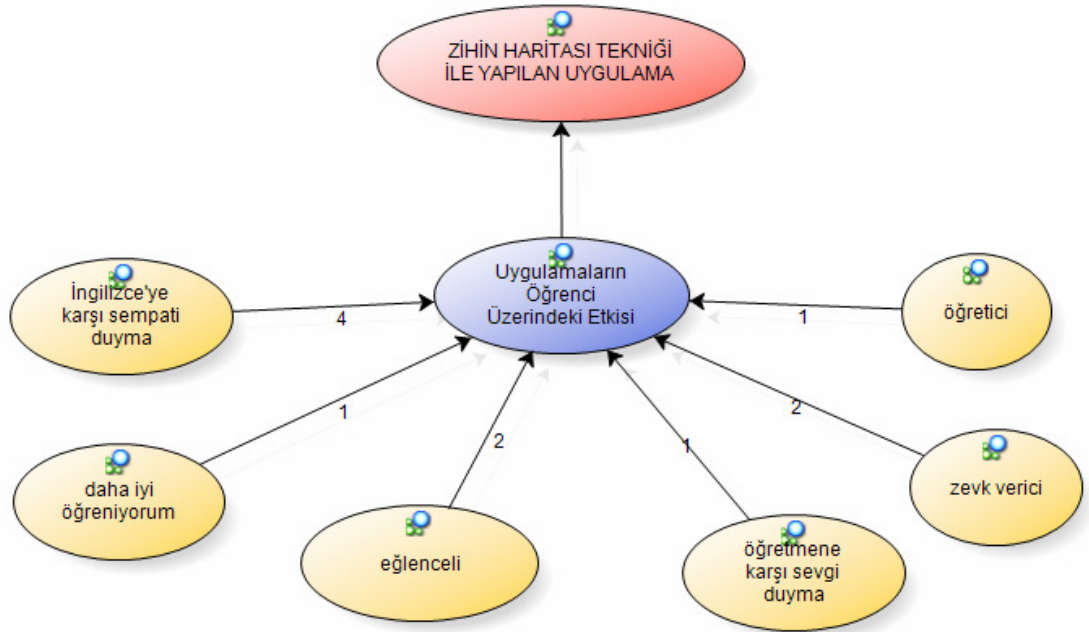 ZİHİN HARİTASI TEKNİĞİ
İLE YAPILAN UYGULAMA
Uygulamaların
Öğrenci
Üzerindeki Etkisi
İngilizce'ye
karşı sempati
duyma
4
1
öğretici
1
2
2
1
daha iyi
öğreniyorum
zevk verici
eğlenceli
öğretmene
karşı sevgi
duyma